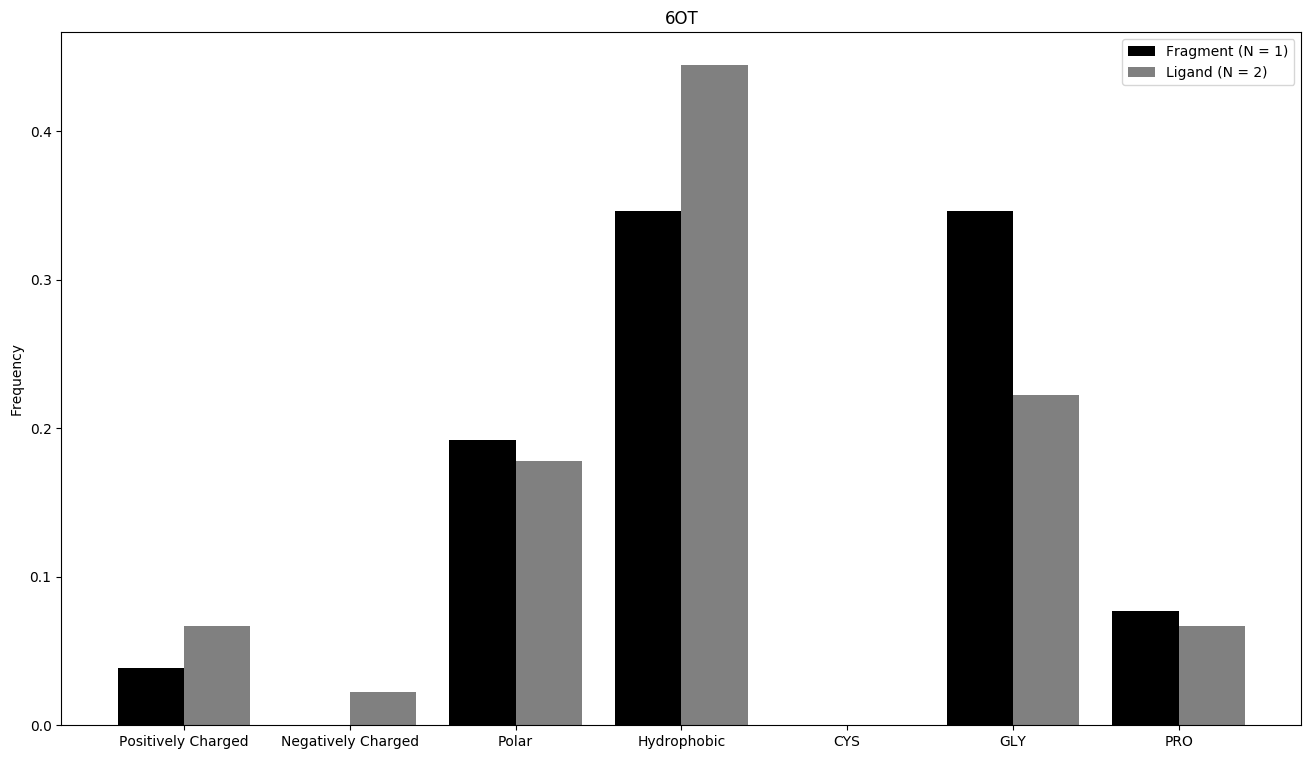 6OT
Fragment (N = 1)
Ligand (N = 2)
Frequency
0.4
0.3
0.2
0.1
0.0
Positively Charged
Negatively Charged
Polar
Hydrophobic
CYS
GLY
PRO